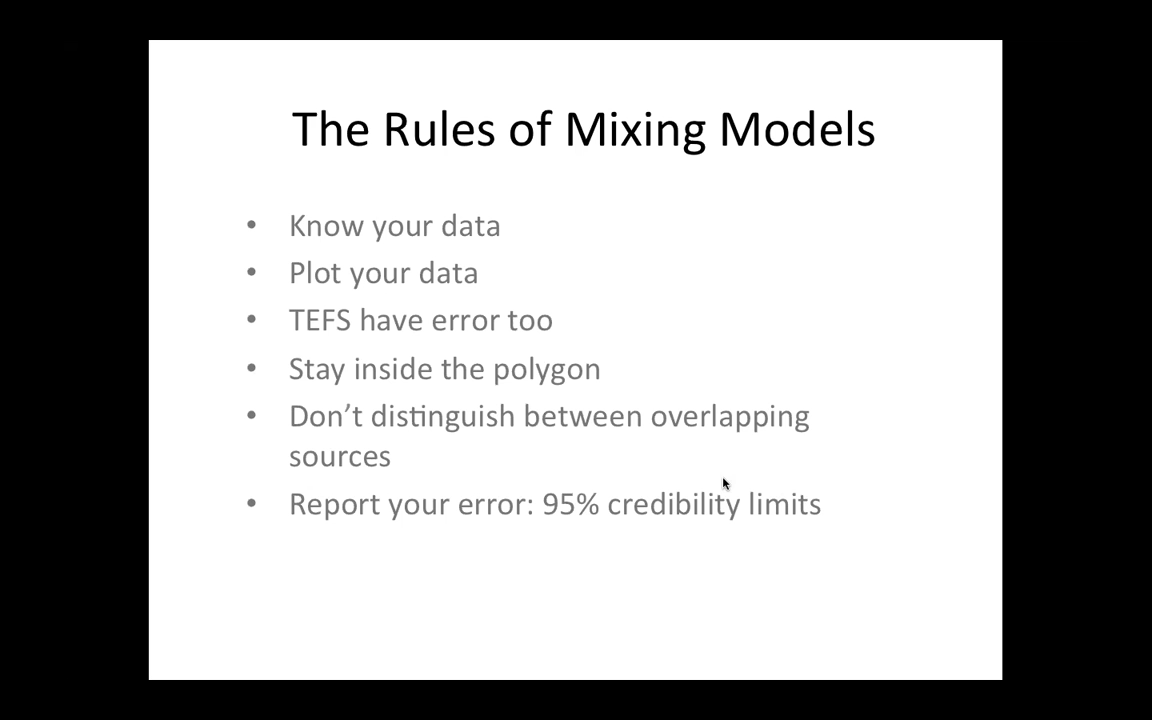 The Rules of Mixing Models
• Know your data
• Plot your data
• TEFS have error too
• Stay inside the polygon
• Don’t distinguish between overlapping
sources
• Report your error: 95% credibility limits